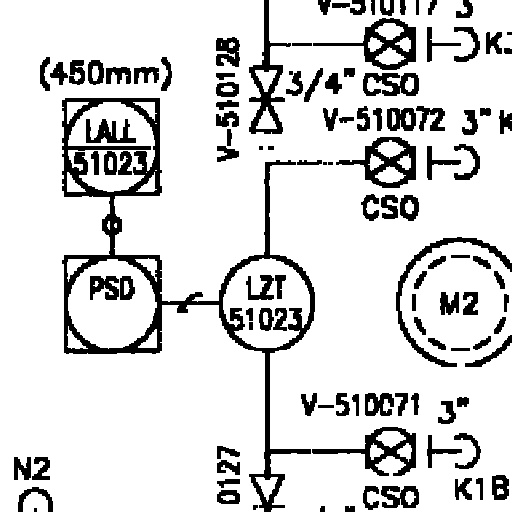 V-510117 3"
K3
V-510128
(450mm)
3/4"
CSO
V-510072 3" K
LALL
51023
CSO
PSD
LZT
51023
M2
V-510071 3"
0127
N2
CSO
K1B